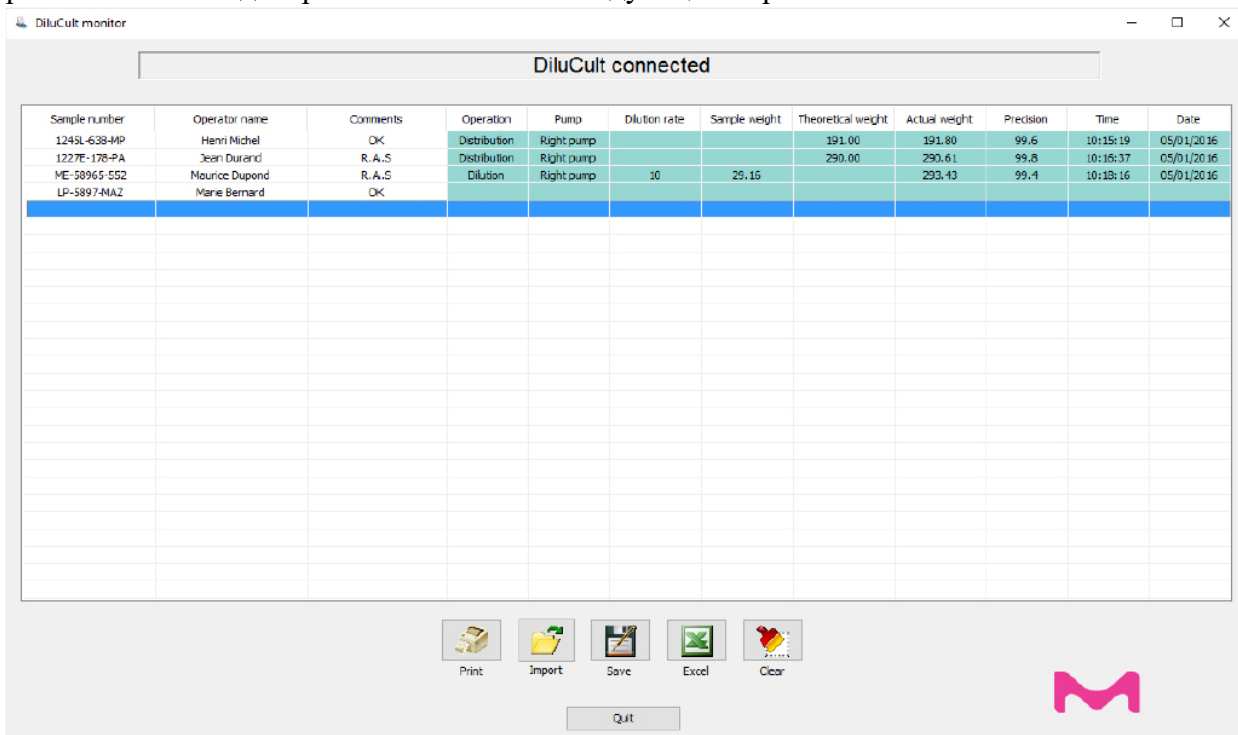 DiluCult monitor
DiluCult connected
Sample number Operator name Comments Operation Pump Dilution rate Sample weight Theoretical weight Actual weight Precision Time Date
1245L-638-MP Henri Michel OK Distribution Right pump 191.00 191.80 99.6 10:15:19 05/01/2016
1227E-178-PA Jean Durand R.A.S Distribution Right pump 290.00 290.61 99.8 10:16:37 05/01/2016
ME-58965-552 Maurice Dupond R.A.S Dilution Right pump 10 29.16 293.43 99.4 10:18:16 05/01/2016
LP-5897-MAZ Marie Bernard OK
Print Import Save Excel Clear
Quit